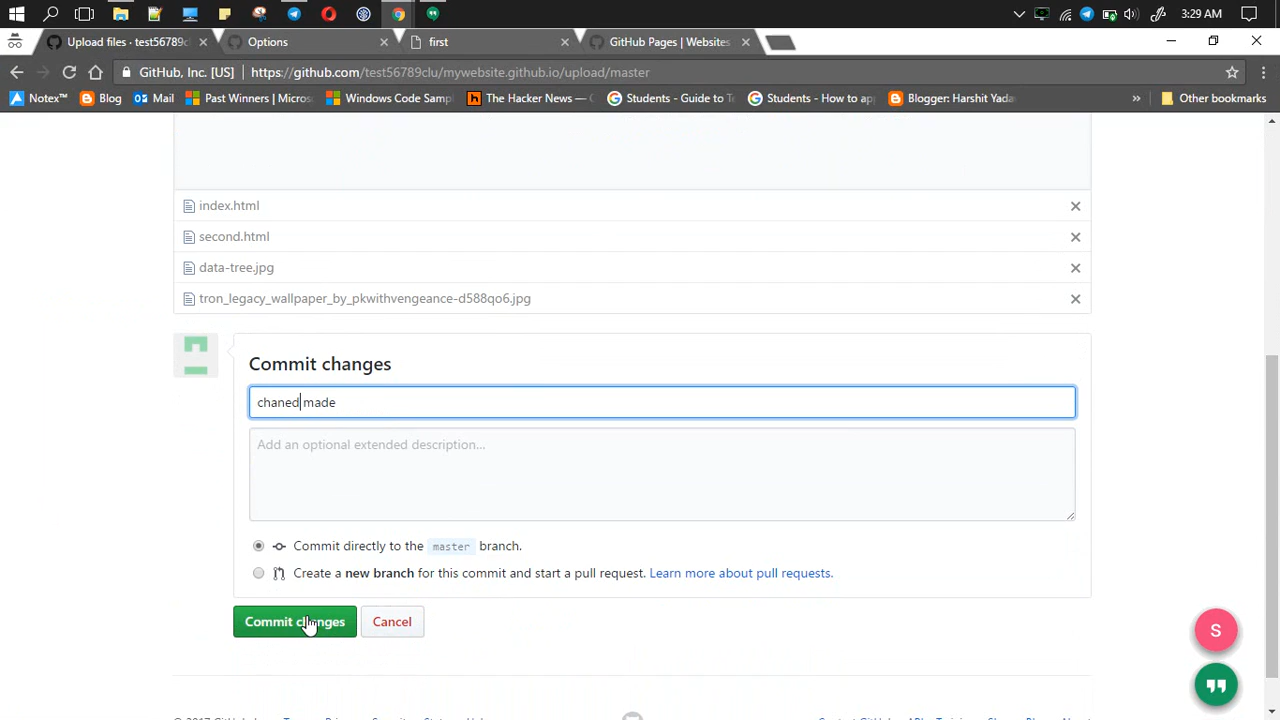 3:29 AM
Upload files · test56789cl
Options
first
GitHub Pages | Websites
GitHub, Inc. [US] | https://github.com/test56789clu/mywebsite.github.io/upload/master
Notex™ Blog Mail Past Winners | Micros Windows Code Samp The Hacker News — Students - Guide to Students - How to ap Blogger: Harshit Yada » Other bookmarks
index.html
second.html
data-tree.jpg
tron_legacy_wallpaper_by_pkwithvengeance-d588qo6.jpg
Commit changes
chaned made
Add an optional extended description...
Commit directly to the master branch.
Create a new branch for this commit and start a pull request. Learn more about pull requests.
Commit changes Cancel
S